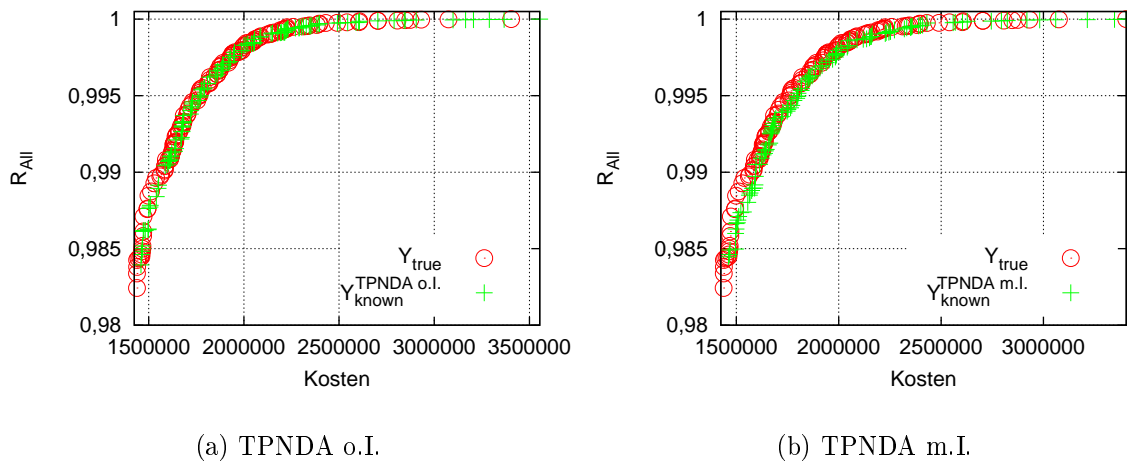 1
0,995
0,99
0,985
0,98
R_All
1500000 2000000 2500000 3000000 3500000
Kosten
Y_true
Y_known^TPNDA o.I.
(a) TPNDA o.I.
1
0,995
0,99
0,985
0,98
R_All
1500000 2000000 2500000 3000000
Kosten
Y_true
Y_known^TPNDA m.I.
(b) TPNDA m.I.